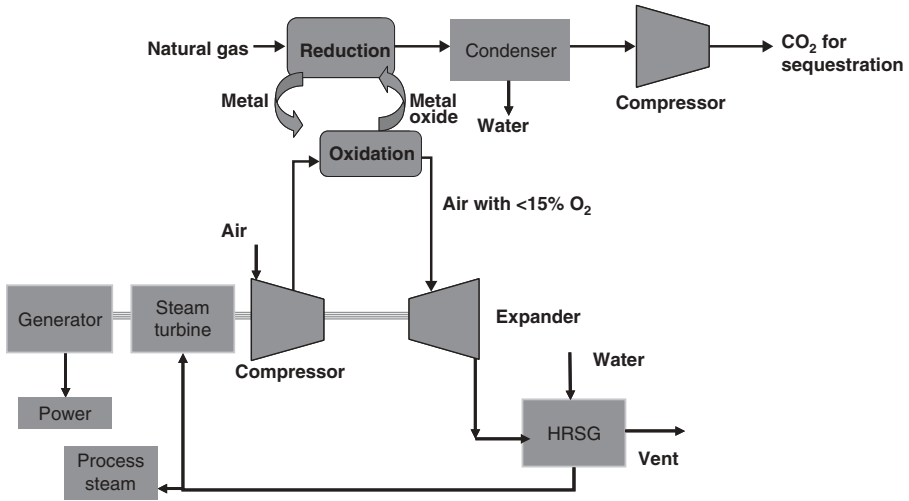 Natural gas
Reduction
Condenser
CO₂ for
sequestration
Metal
Metal
oxide
Compressor
Water
Oxidation
Air with <15% O₂
Air
Generator
Steam
turbine
Expander
Compressor
Water
Power
HRSG
Vent
Process
steam